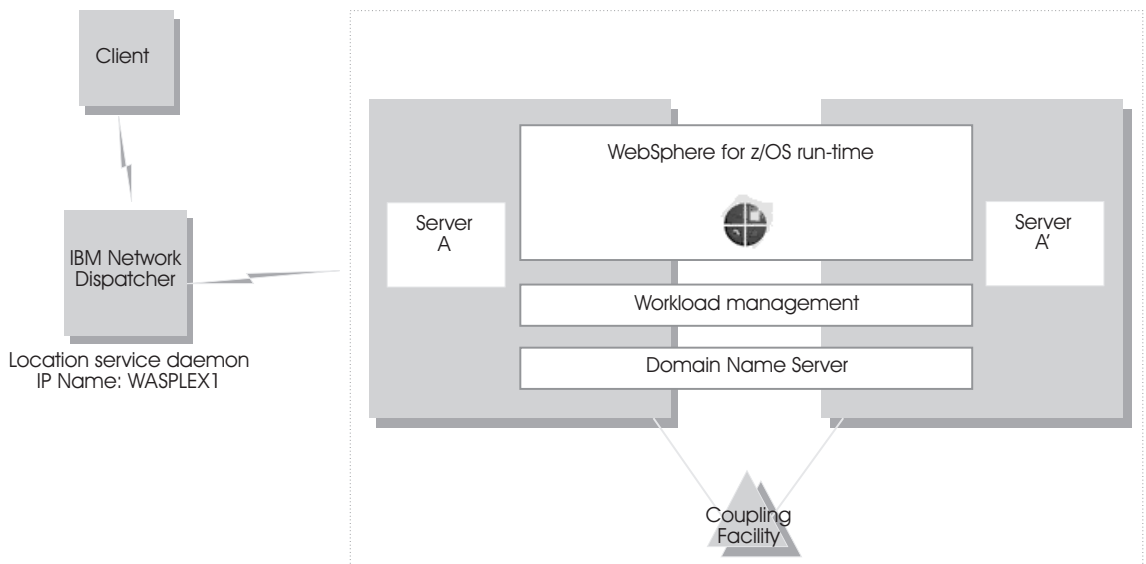 Client
IBM Network
Dispatcher
Location service daemon
IP Name: WASPLEX1
WebSphere for z/OS run-time
Server
A
Server
A’
Workload management
Domain Name Server
Coupling
Facility